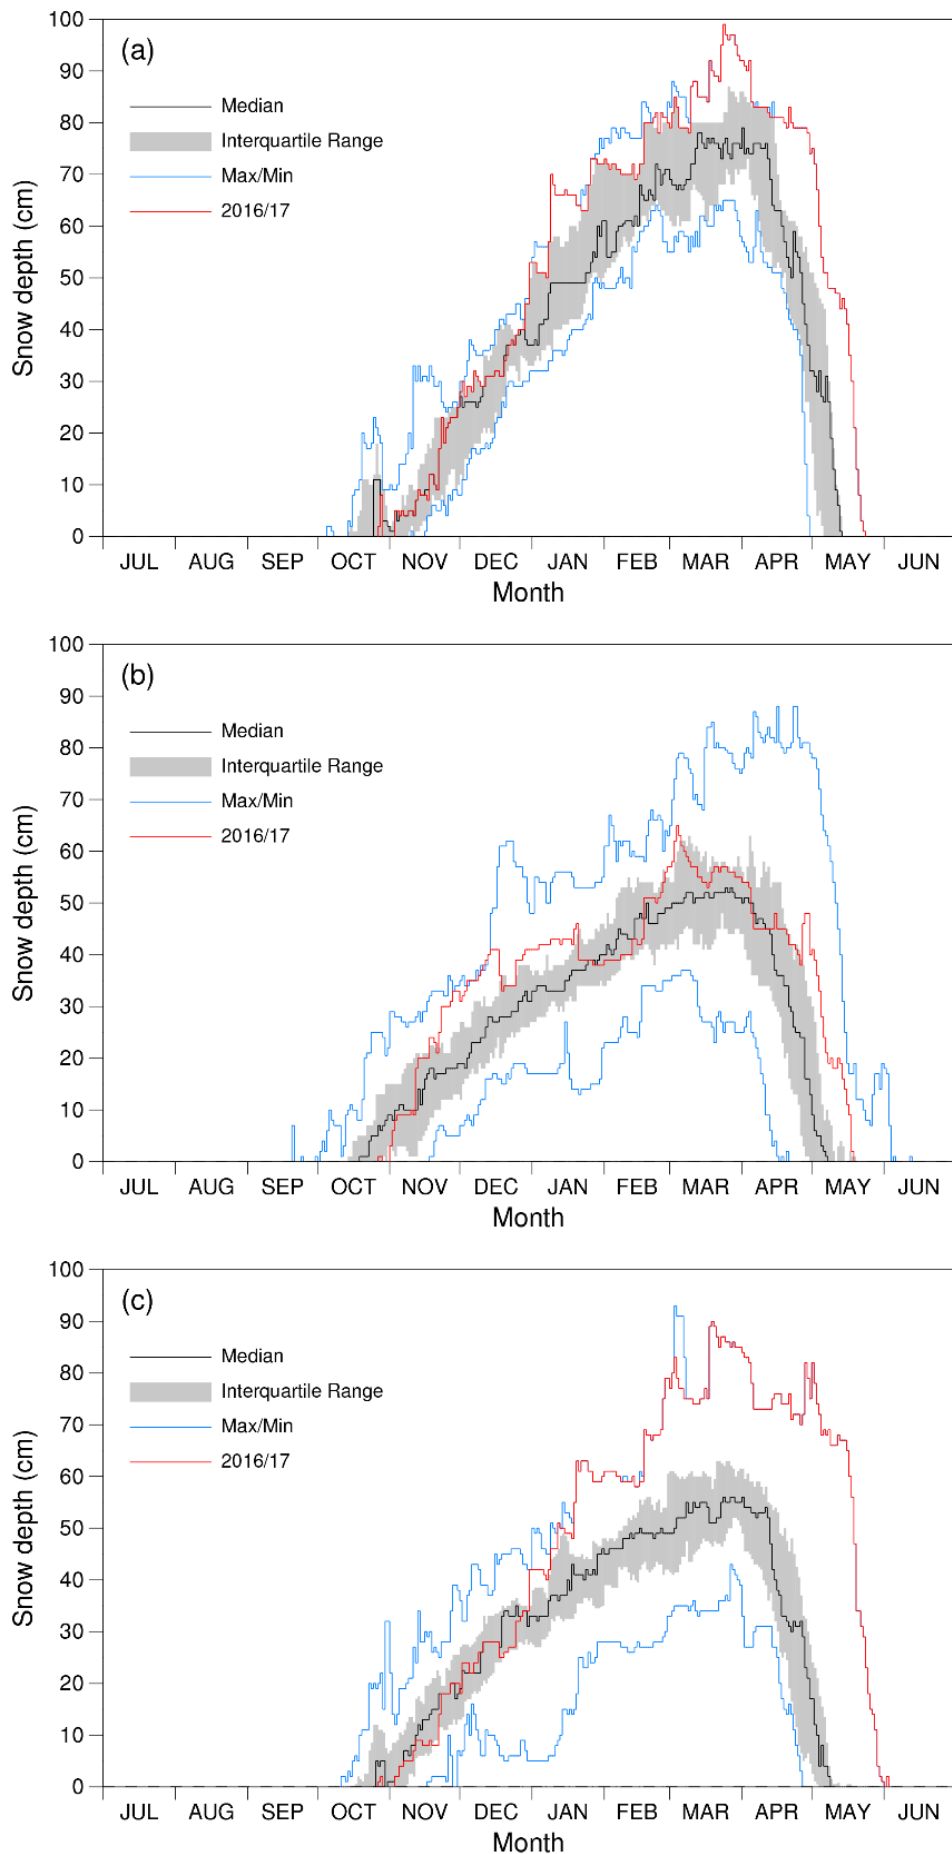 (a)
Median
Interquartile Range
Max/Min
2016/17
Snow depth (cm)
100
90
80
70
60
50
40
30
20
10
0
JUL AUG SEP OCT NOV DEC JAN FEB MAR APR MAY JUN
Month
(b)
Median
Interquartile Range
Max/Min
2016/17
Snow depth (cm)
100
90
80
70
60
50
40
30
20
10
0
JUL AUG SEP OCT NOV DEC JAN FEB MAR APR MAY JUN
Month
(c)
Median
Interquartile Range
Max/Min
2016/17
Snow depth (cm)
100
90
80
70
60
50
40
30
20
10
0
JUL AUG SEP OCT NOV DEC JAN FEB MAR APR MAY JUN
Month